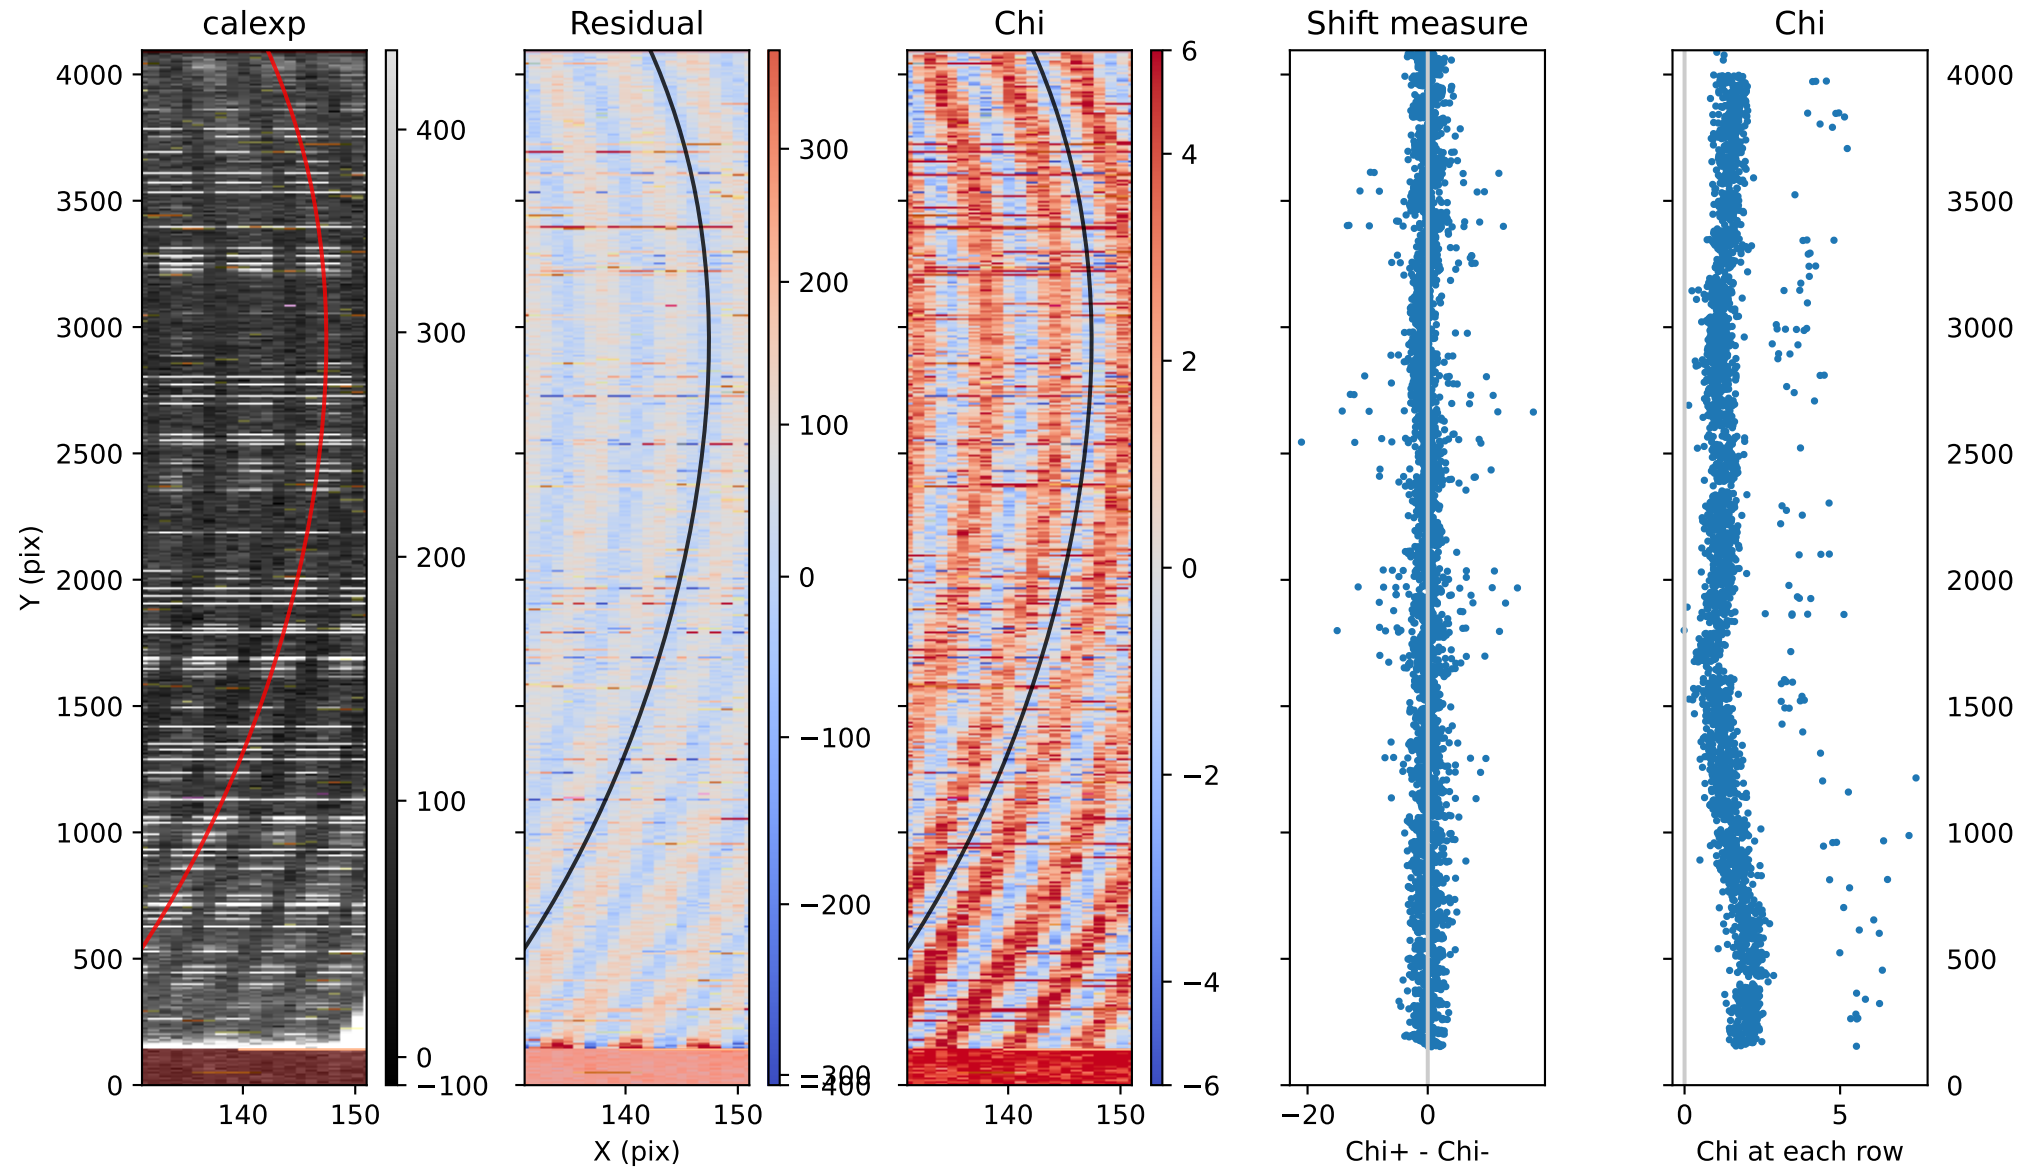 calexp Residual Chi Shift measure Chi
4000 400 300 6 4000
3500 4 3500
3000 300 200 3000
2500 100 2 2500
2000 200 0 0 2000
1500 −100 1500
1000 100 −2 1000
500 −200 −4 500
0 0 −100 −300 −400 −6 0
140 150 140 150 140 150 −20 0 0 5
Y (pix)
X (pix) Chi+ - Chi- Chi at each row